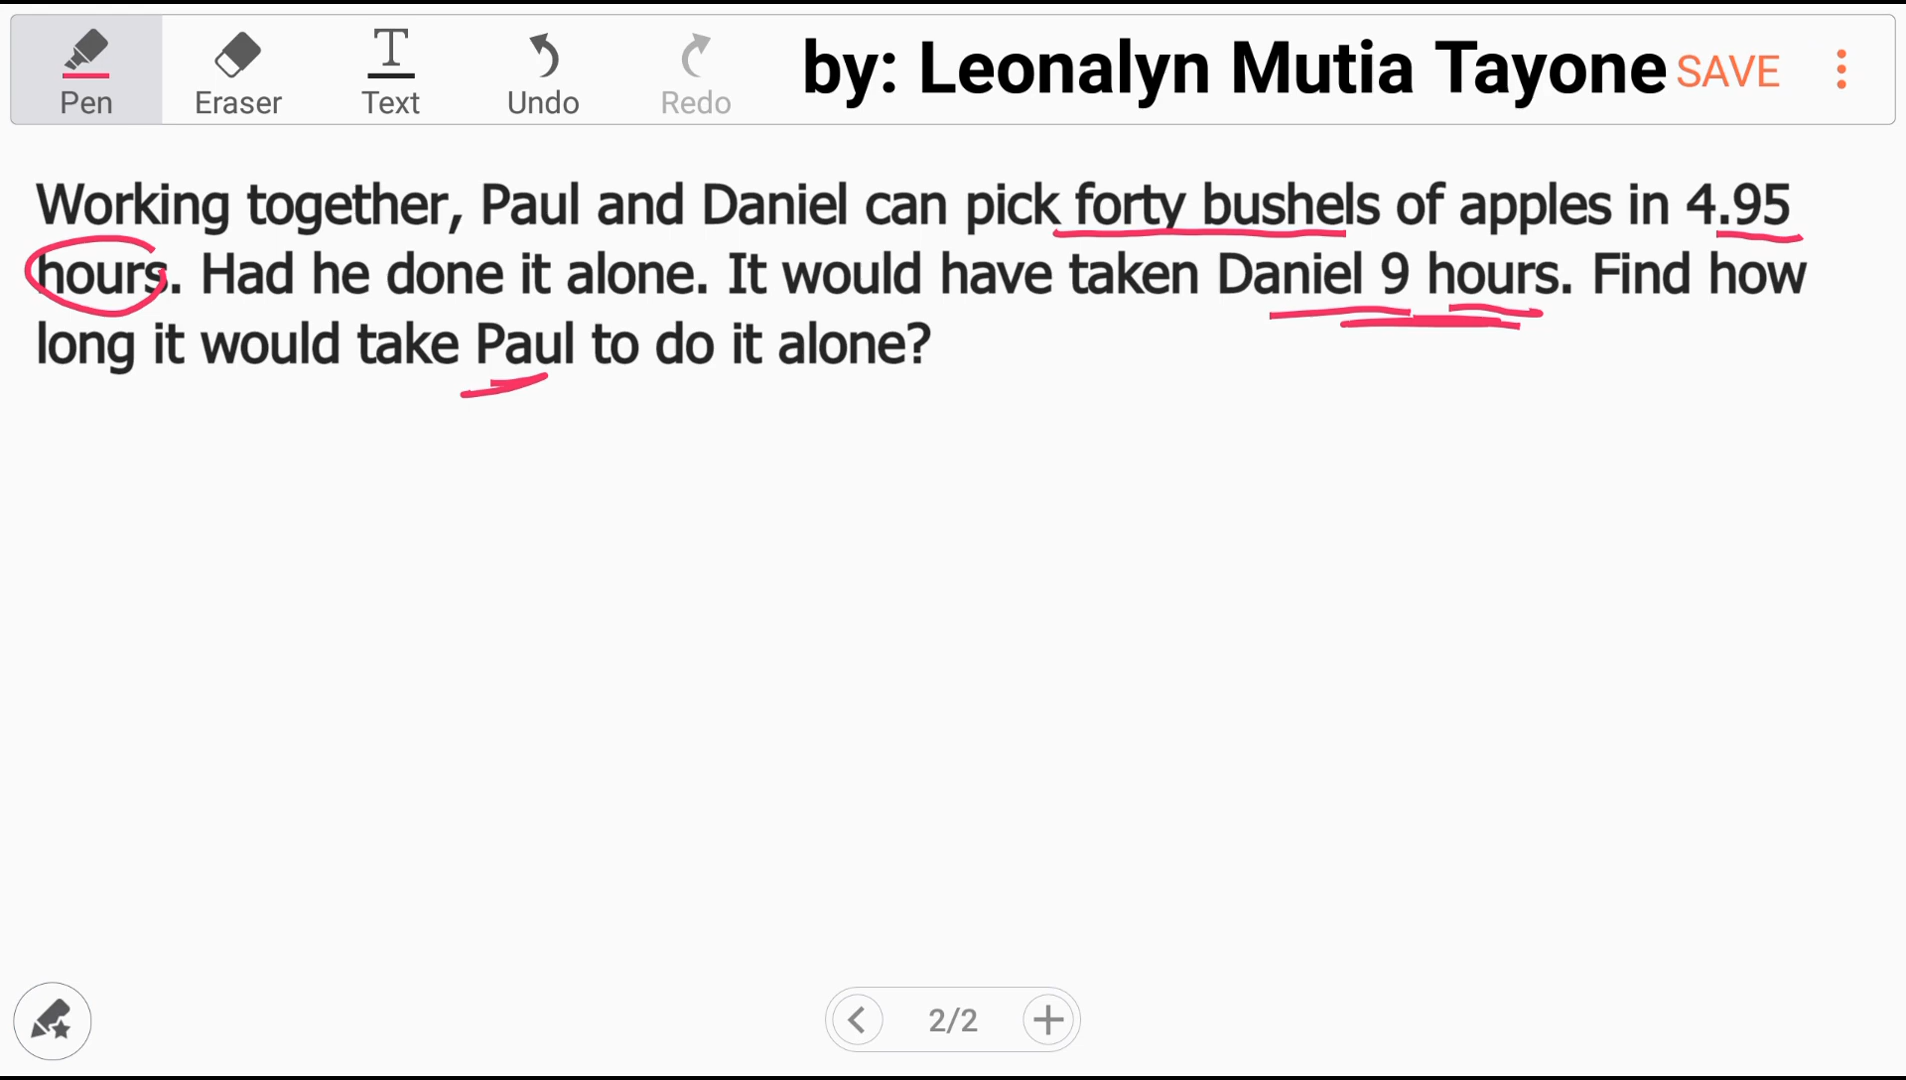 Pen
Eraser
Text
Undo
Redo
by: Leonalyn Mutia Tayone
SAVE
Working together, Paul and Daniel can pick forty bushels of apples in 4.95
hours. Had he done it alone. It would have taken Daniel 9 hours. Find how
long it would take Paul to do it alone?
2/2